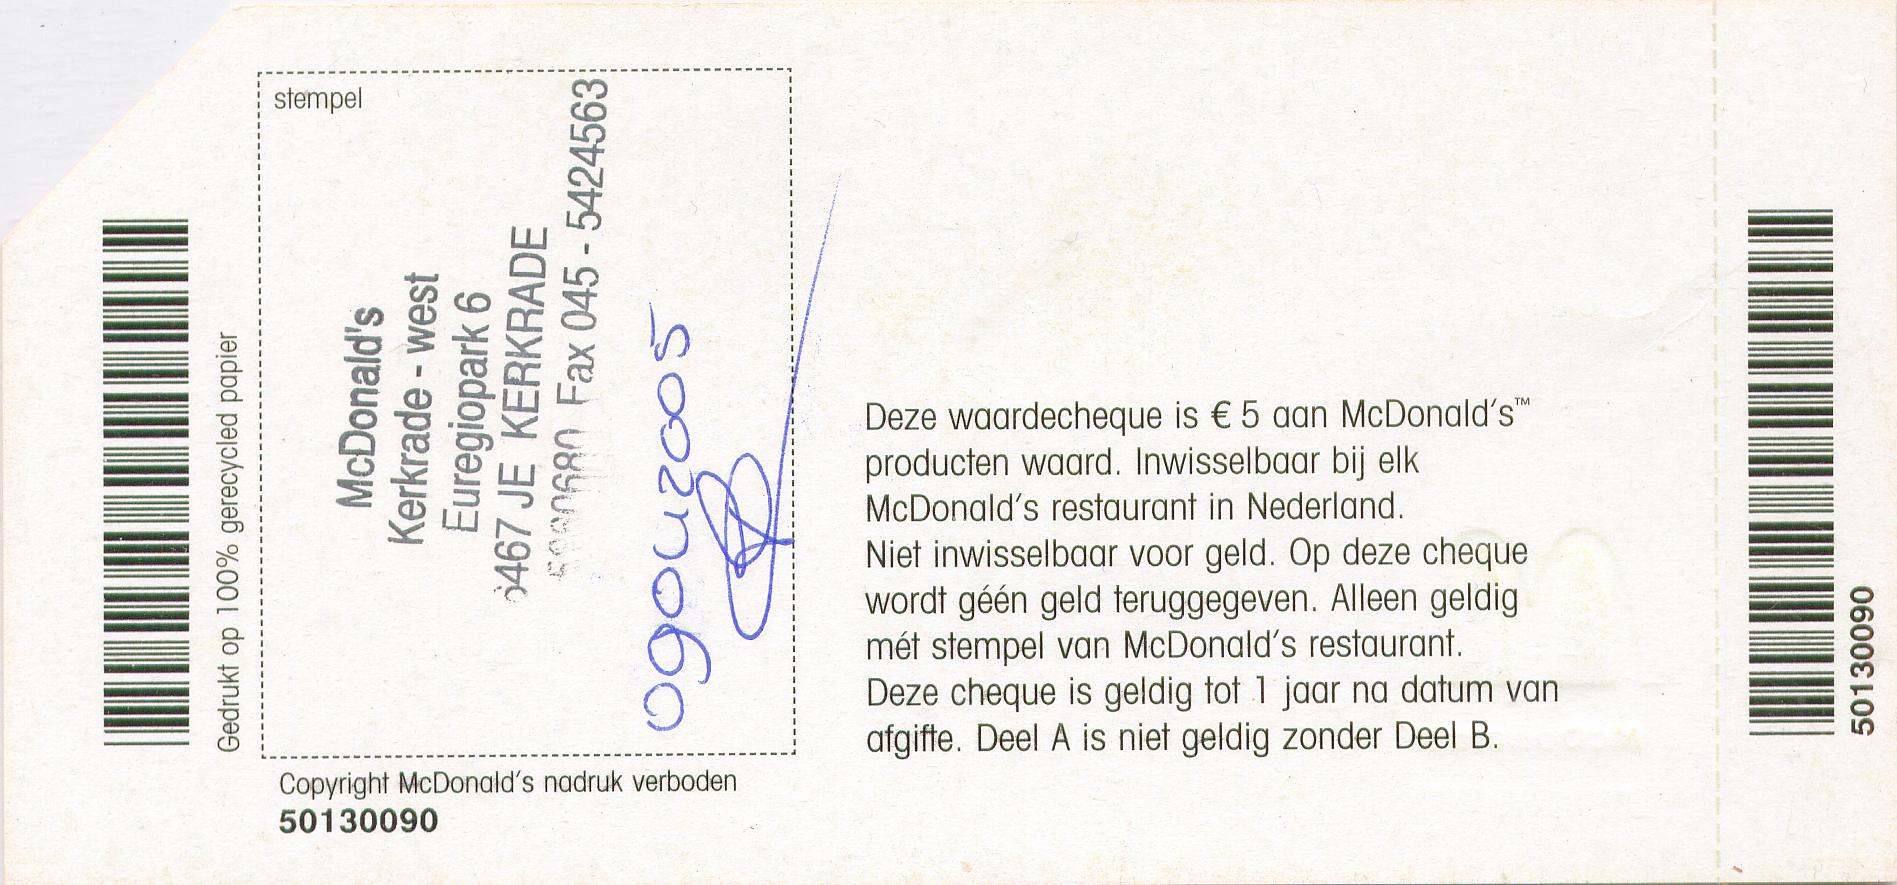 stempel
McDonald's
Kerkrade - west
Euregiopark 6
6467 JE KERKRADE
Fax 045 - 5424563
09042005
Gedrukt op 100% gerecycled papier
Copyright McDonald's nadruk verboden
50130090
Deze waardecheque is € 5 aan McDonald's™
producten waard. Inwisselbaar bij elk
McDonald's restaurant in Nederland.
Niet inwisselbaar voor geld. Op deze cheque
wordt géén geld teruggegeven. Alleen geldig
mét stempel van McDonald's restaurant.
Deze cheque is geldig tot 1 jaar na datum van
afgifte. Deel A is niet geldig zonder Deel B.
50130090